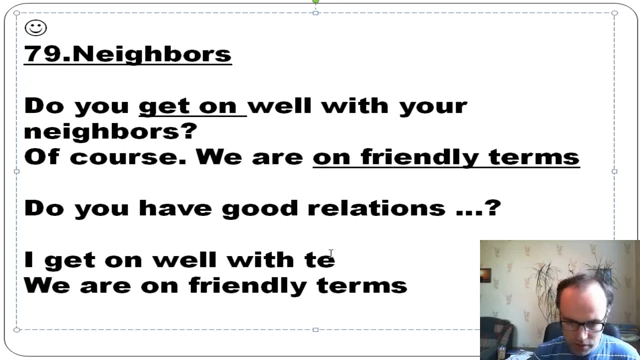 79.Neighbors
Do you get on well with your
neighbors?
Of course. We are on friendly terms
Do you have good relations ...?
I get on well with te
We are on friendly terms